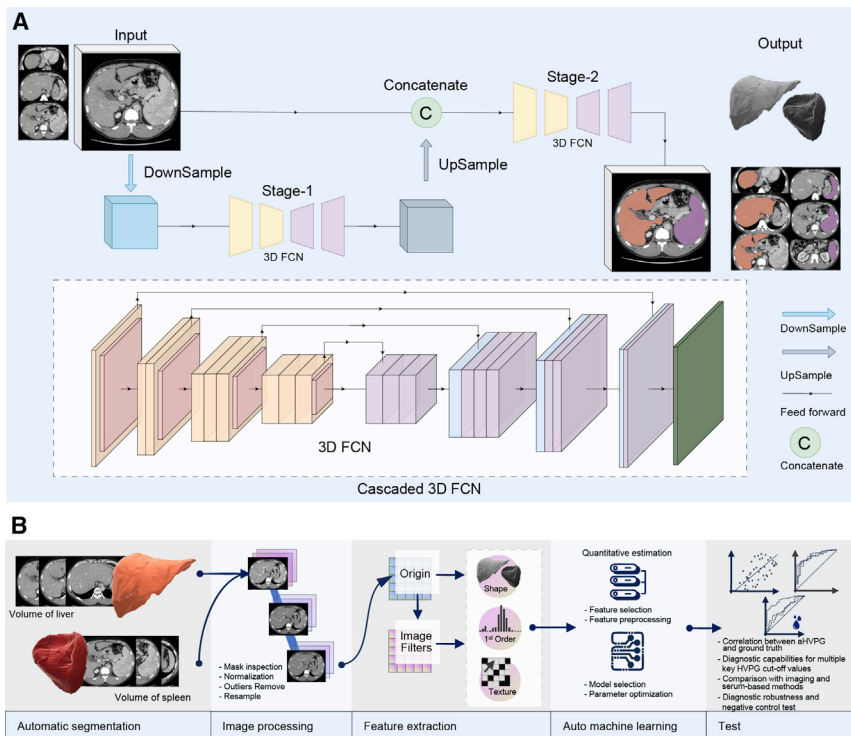 A
Input
Output
Concatenate
C
Stage-2
3D FCN
DownSample
UpSample
Stage-1
3D FCN
DownSample
UpSample
Feed forward
C
Concatenate
3D FCN
Cascaded 3D FCN
B
Volume of liver
Volume of spleen
- Mask inspection
- Normalization
- Outliers Remove
- Resample
Origin
Image
Filters
Shape
1st Order
Texture
Quantitative estimation
- Feature selection
- Feature preprocessing
- Model selection
- Parameter optimization
- Correlation between aHVPG
and ground truth
- Diagnostic capabilities for multiple
key HVPG cut-off values
- Comparison with imaging and
serum-based methods
- Diagnostic robustness and
negative control test
Automatic segmentation
Image processing
Feature extraction
Auto machine learning
Test